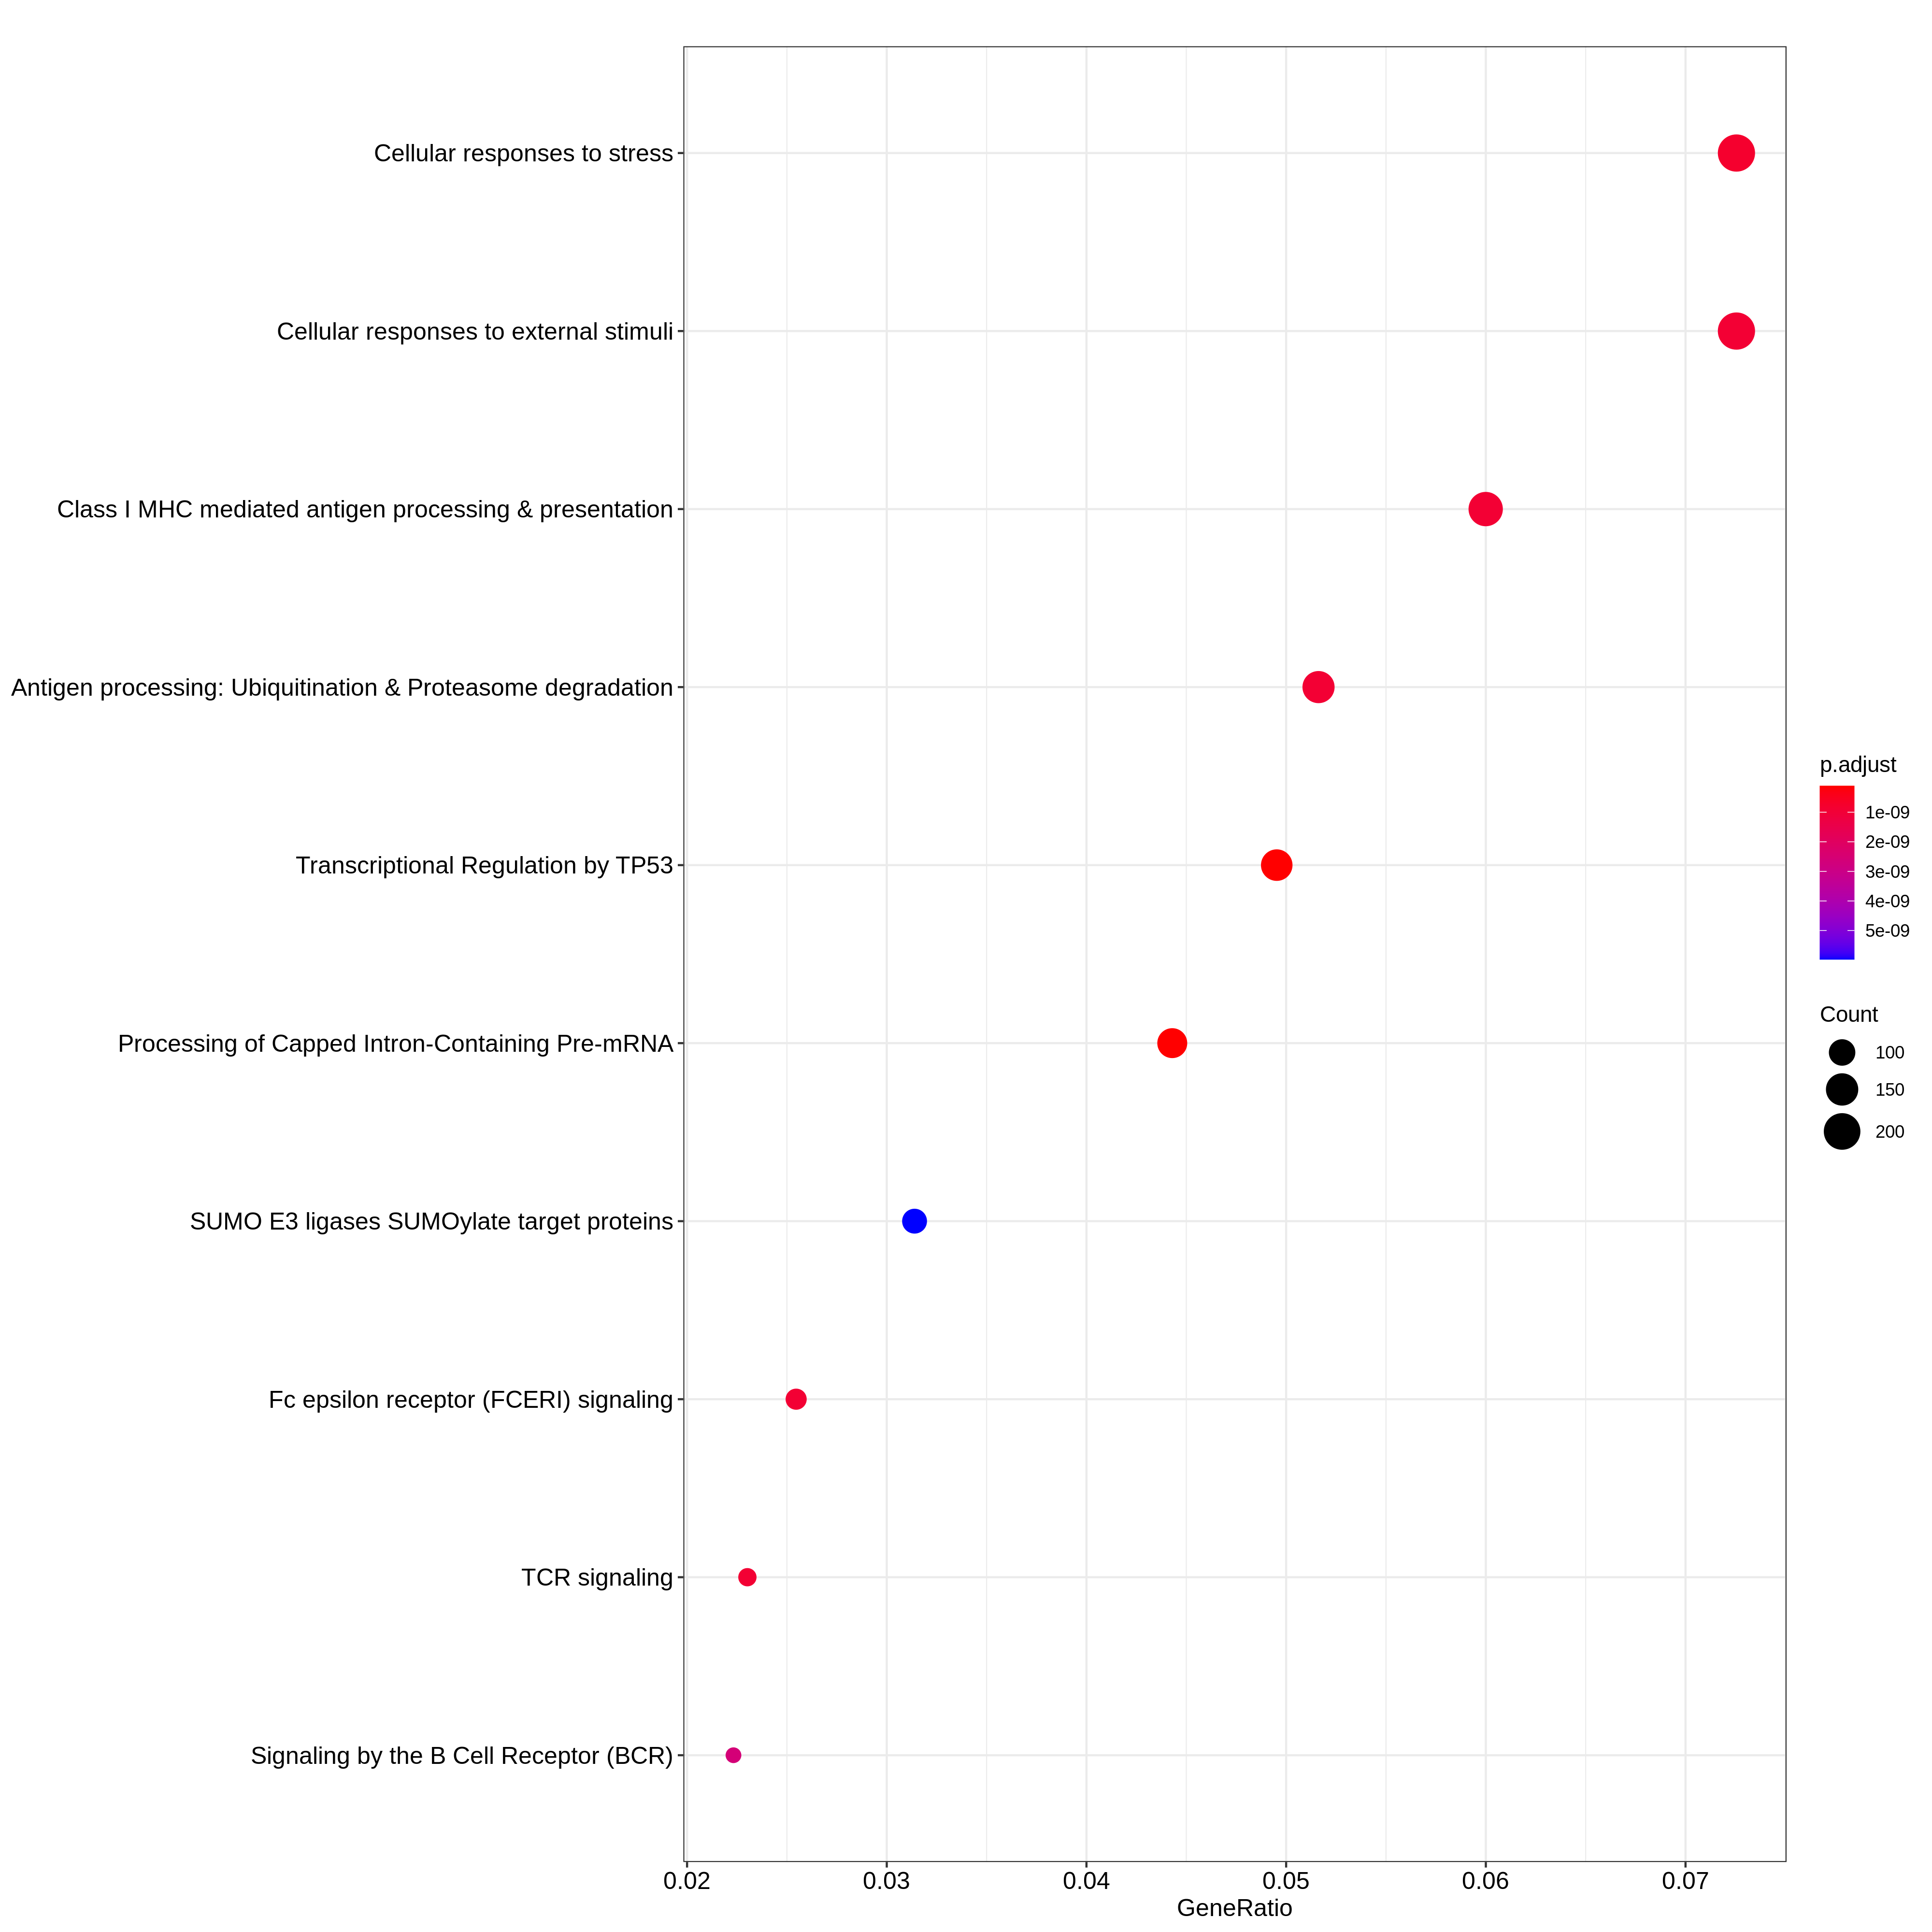 Cellular responses to stress
Cellular responses to external stimuli
Class I MHC mediated antigen processing & presentation
Antigen processing: Ubiquitination & Proteasome degradation
Transcriptional Regulation by TP53
Processing of Capped Intron-Containing Pre-mRNA
SUMO E3 ligases SUMOylate target proteins
Fc epsilon receptor (FCERI) signaling
TCR signaling
Signaling by the B Cell Receptor (BCR)
0.02
0.03
0.04
0.05
0.06
0.07
GeneRatio
p.adjust
1e-09
2e-09
3e-09
4e-09
5e-09
Count
100
150
200